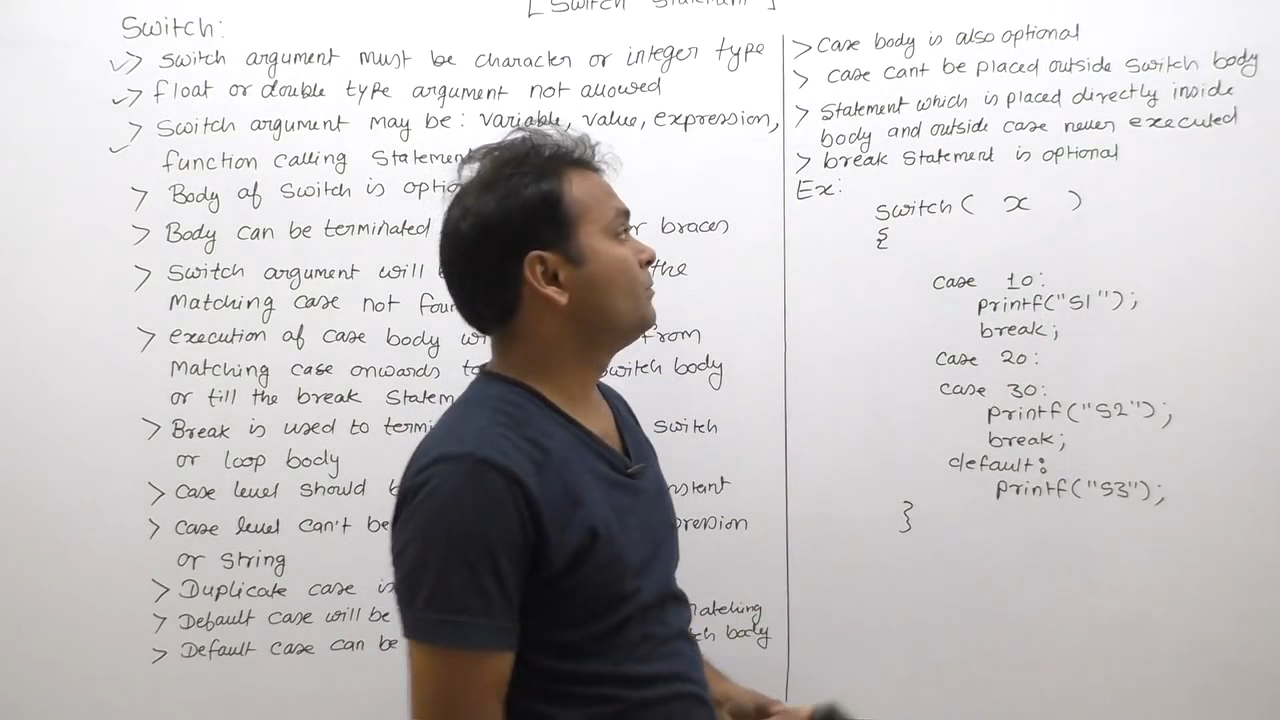 [ Switch Statement ]
Switch:
> Switch argument must be character or integer type
> float or double type argument not allowed
> Switch argument may be: variable, value, expression,
function calling Statement
> Body of Switch is optio
> Body can be terminated r braces
> Switch argument will the
Matching case not foun
> execution of case body wi from
Matching case onwards to switch body
or till the break Statem
> Break is used to termi switch
or loop body
> Case level should b nstant
> Case level can't be pression
or string
> Duplicate case is
> Default case will be matching
tch body
> Default case can be
> Case body is also optional
> case cant be placed outside switch body
> Statement which is placed directly inside
body and outside case never executed
> break statement is optional
Ex:
Switch( x )
{
case 10:
printf("S1");
break;
case 20:
case 30:
printf("S2");
break;
default:
printf("S3");
}